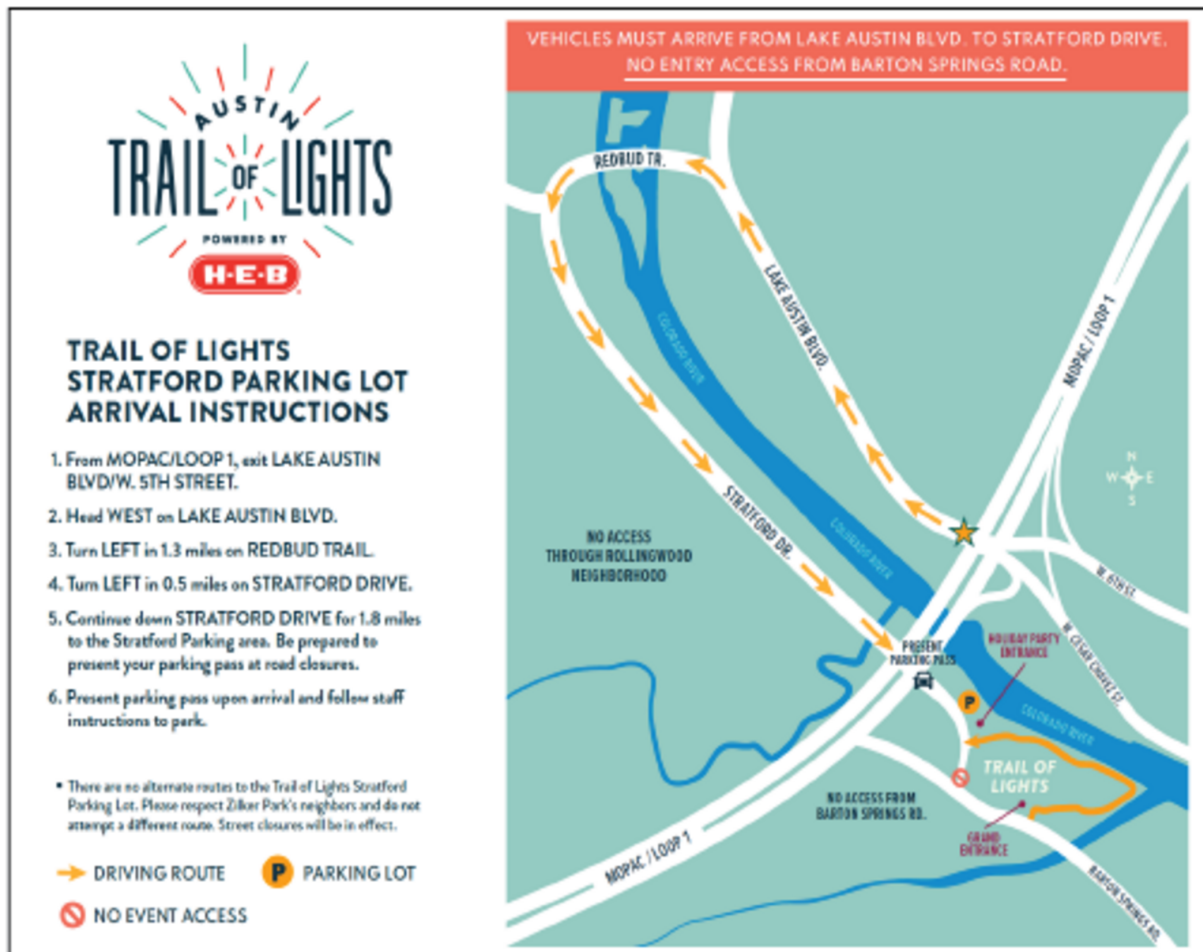 AUSTIN
TRAIL OF LIGHTS
POWERED BY
H-E-B
TRAIL OF LIGHTS
STRATFORD PARKING LOT
ARRIVAL INSTRUCTIONS
1. From MOPAC/LOOP 1, exit LAKE AUSTIN
BLVD/W. 5TH STREET.
2. Head WEST on LAKE AUSTIN BLVD.
3. Turn LEFT in 1.3 miles on REDBUD TRAIL.
4. Turn LEFT in 0.5 miles on STRATFORD DRIVE.
5. Continue down STRATFORD DRIVE for 1.8 miles
to the Stratford Parking area. Be prepared to
present your parking pass at road closures.
6. Present parking pass upon arrival and follow staff
instructions to park.
• There are no alternate routes to the Trail of Lights Stratford
Parking Lot. Please respect Zilker Park's neighbors and do not
attempt a different route. Street closures will be in effect.
DRIVING ROUTE
P PARKING LOT
NO EVENT ACCESS
VEHICLES MUST ARRIVE FROM LAKE AUSTIN BLVD. TO STRATFORD DRIVE.
NO ENTRY ACCESS FROM BARTON SPRINGS ROAD.
REDBUD TR.
LAKE AUSTIN BLVD.
COLORADO RIVER
MOPAC / LOOP 1
N
W E
S
STRATFORD DR.
COLORADO RIVER
NO ACCESS
THROUGH ROLLINGWOOD
NEIGHBORHOOD
W. 6TH ST.
W. CESAR CHAVEZ ST.
PRESENT
PARKING PASS
HOLIDAY PARTY
ENTRANCE
P
COLORADO RIVER
TRAIL OF
LIGHTS
NO ACCESS FROM
BARTON SPRINGS RD.
GRAND
ENTRANCE
MOPAC / LOOP 1
BARTON SPRINGS RD.